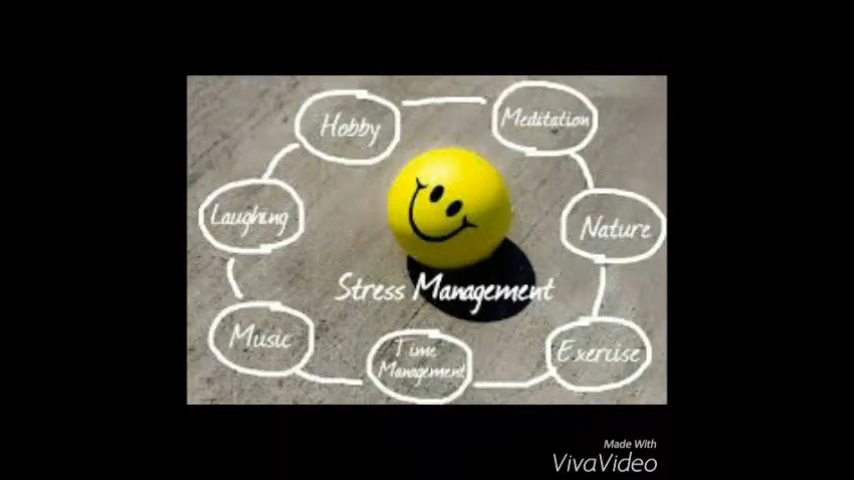 Hobby
Meditation
Laughing
Nature
Stress Management
Music
Time
Management
Exercise
Made With
VivaVideo